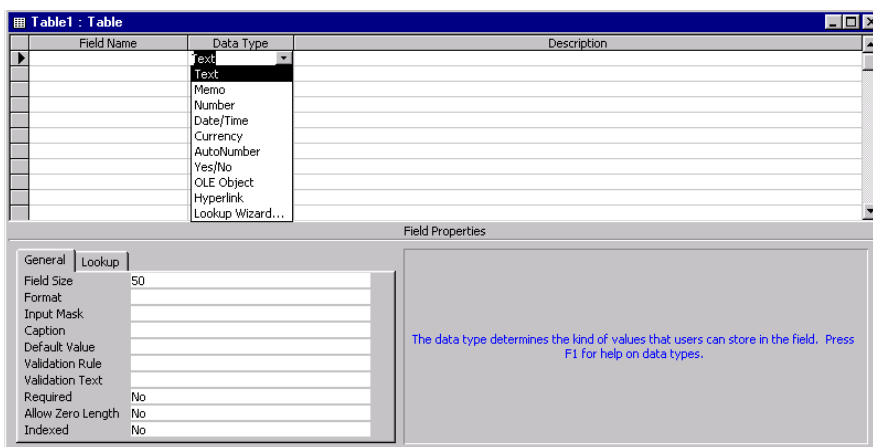 Table1 : Table
Field Name Data Type Description
Text
Text
Memo
Number
Date/Time
Currency
AutoNumber
Yes/No
OLE Object
Hyperlink
Lookup Wizard...
Field Properties
General Lookup
Field Size 50
Format
Input Mask
Caption
Default Value
Validation Rule
Validation Text
Required No
Allow Zero Length No
Indexed No
The data type determines the kind of values that users can store in the field. Press
F1 for help on data types.